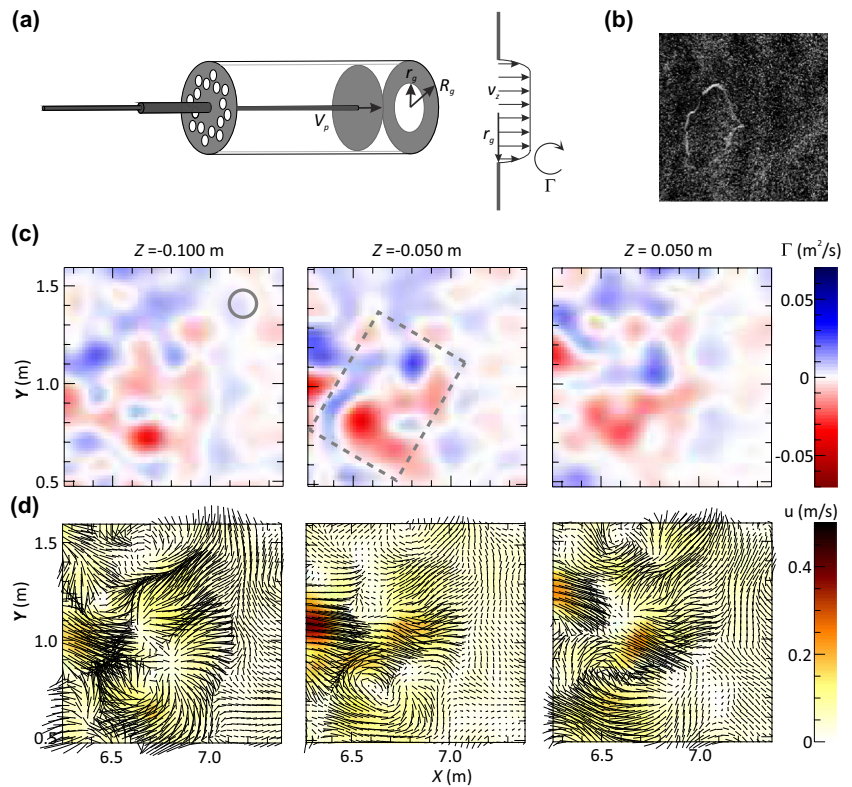 (a)
(b)
r_g
R_g
V_p
v_z
r_g
Γ
(c)
Z =-0.100 m
Z =-0.050 m
Z = 0.050 m
Γ (m²/s)
1.5
1.0
0.5
Y (m)
0.05
0
-0.05
(d)
u (m/s)
1.5
1.0
0.5
Y (m)
0.4
0.2
0
6.5
7.0
6.5
7.0
6.5
7.0
X (m)